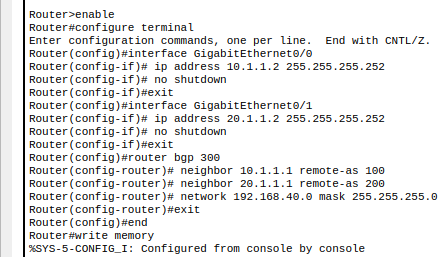 Router>enable
Router#configure terminal
Enter configuration commands, one per line.  End with CNTL/Z.
Router(config)#interface GigabitEthernet0/0
Router(config-if)# ip address 10.1.1.2 255.255.255.252
Router(config-if)# no shutdown
Router(config-if)#exit
Router(config)#interface GigabitEthernet0/1
Router(config-if)# ip address 20.1.1.2 255.255.255.252
Router(config-if)# no shutdown
Router(config-if)#exit
Router(config)#router bgp 300
Router(config-router)# neighbor 10.1.1.1 remote-as 100
Router(config-router)# neighbor 20.1.1.1 remote-as 200
Router(config-router)# network 192.168.40.0 mask 255.255.255.0
Router(config-router)#exit
Router(config)#end
Router#write memory
%SYS-5-CONFIG_I: Configured from console by console